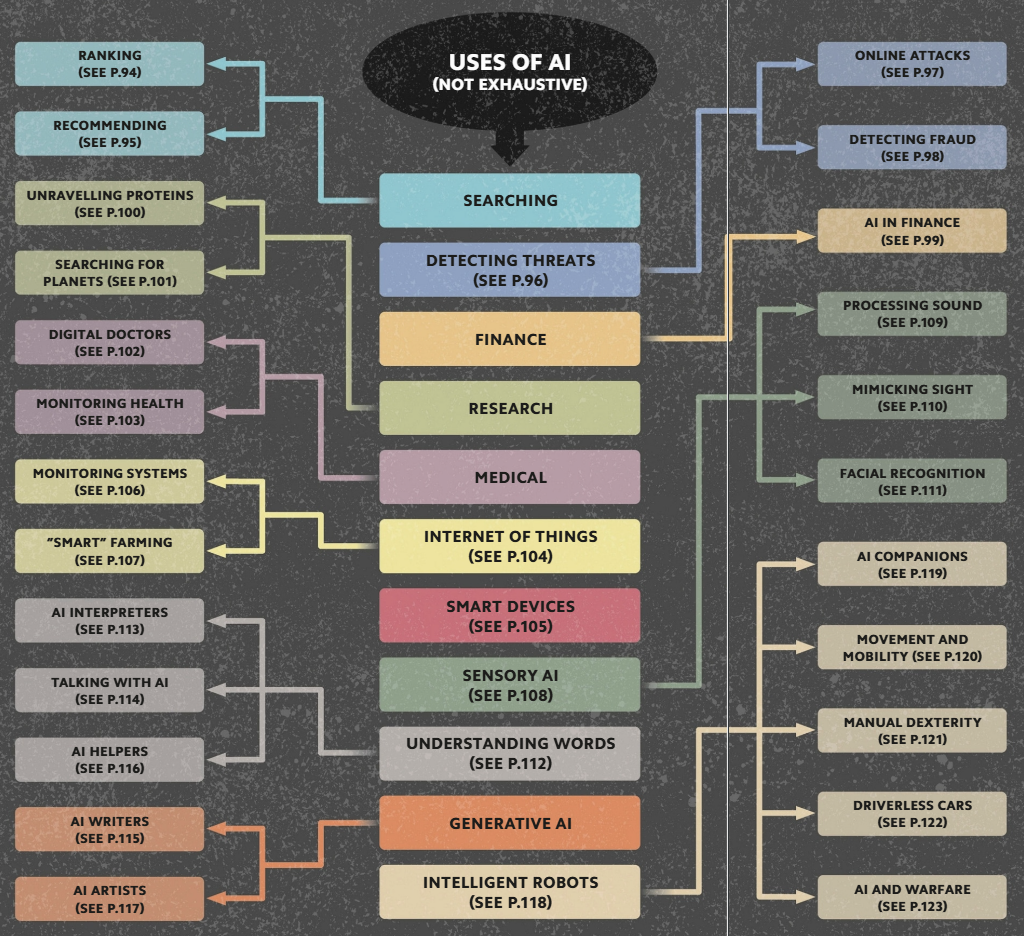 USES OF AI
(NOT EXHAUSTIVE)
RANKING
(SEE P.94)
RECOMMENDING
(SEE P.95)
UNRAVELLING PROTEINS
(SEE P.100)
SEARCHING FOR
PLANETS (SEE P.101)
DIGITAL DOCTORS
(SEE P.102)
MONITORING HEALTH
(SEE P.103)
MONITORING SYSTEMS
(SEE P.106)
“SMART” FARMING
(SEE P.107)
AI INTERPRETERS
(SEE P.113)
TALKING WITH AI
(SEE P.114)
AI HELPERS
(SEE P.116)
AI WRITERS
(SEE P.115)
AI ARTISTS
(SEE P.117)
SEARCHING
DETECTING THREATS
(SEE P.96)
FINANCE
RESEARCH
MEDICAL
INTERNET OF THINGS
(SEE P.104)
SMART DEVICES
(SEE P.105)
SENSORY AI
(SEE P.108)
UNDERSTANDING WORDS
(SEE P.112)
GENERATIVE AI
INTELLIGENT ROBOTS
(SEE P.118)
ONLINE ATTACKS
(SEE P.97)
DETECTING FRAUD
(SEE P.98)
AI IN FINANCE
(SEE P.99)
PROCESSING SOUND
(SEE P.109)
MIMICKING SIGHT
(SEE P.110)
FACIAL RECOGNITION
(SEE P.111)
AI COMPANIONS
(SEE P.119)
MOVEMENT AND
MOBILITY (SEE P.120)
MANUAL DEXTERITY
(SEE P.121)
DRIVERLESS CARS
(SEE P.122)
AI AND WARFARE
(SEE P.123)